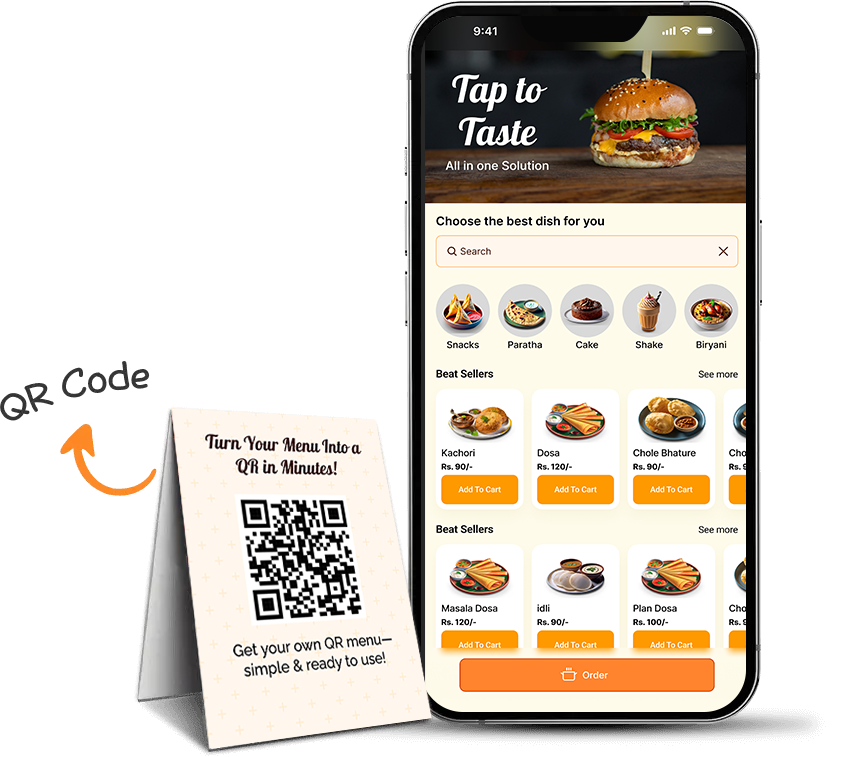 9:41
Tap to
Taste
All in one Solution
Choose the best dish for you
Search
Snacks Paratha Cake Shake Biryani
Beat Sellers See more
Kachori Dosa Chole Bhature Cho
Rs. 90/- Rs. 120/- Rs. 90/- Rs. 9
Add To Cart Add To Cart Add To Cart
Beat Sellers See more
Masala Dosa idli Plan Dosa Cho
Rs. 120/- Rs. 90/- Rs. 100/- Rs. 9
Add To Cart Add To Cart Add To Cart
Order
QR Code
Turn Your Menu Into a
QR in Minutes!
Get your own QR menu—
simple & ready to use!